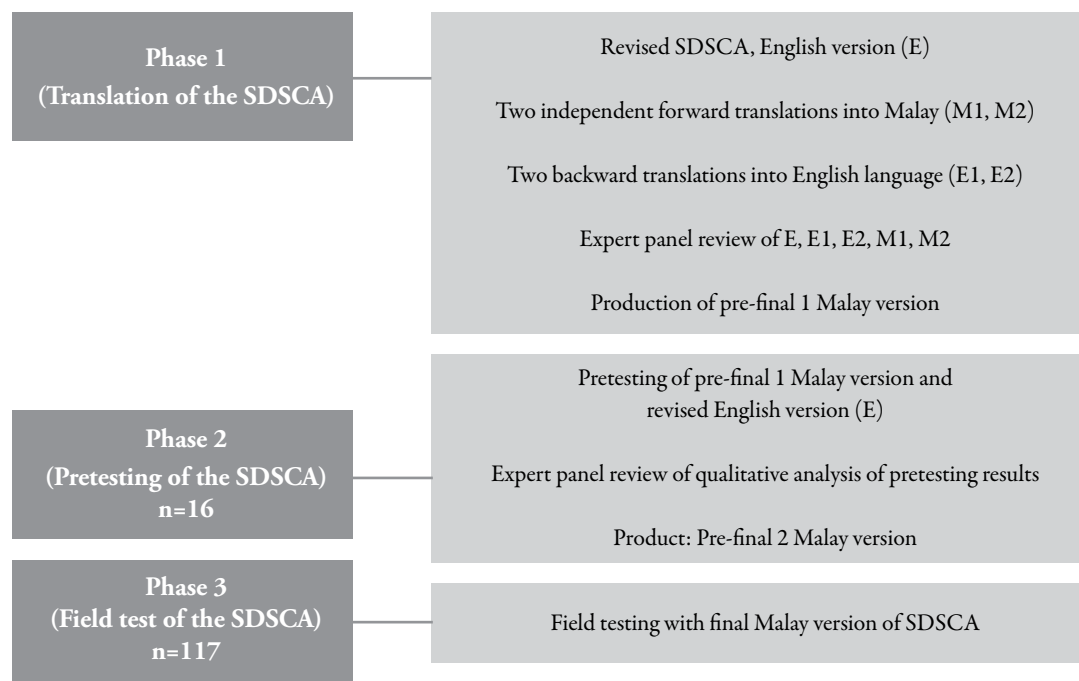 Phase 1
(Translation of the SDSCA)
Revised SDSCA, English version (E)
Two independent forward translations into Malay (M1, M2)
Two backward translations into English language (E1, E2)
Expert panel review of E, E1, E2, M1, M2
Production of pre-final 1 Malay version
Phase 2
(Pretesting of the SDSCA)
n=16
Pretesting of pre-final 1 Malay version and
revised English version (E)
Expert panel review of qualitative analysis of pretesting results
Product: Pre-final 2 Malay version
Phase 3
(Field test of the SDSCA)
n=117
Field testing with final Malay version of SDSCA